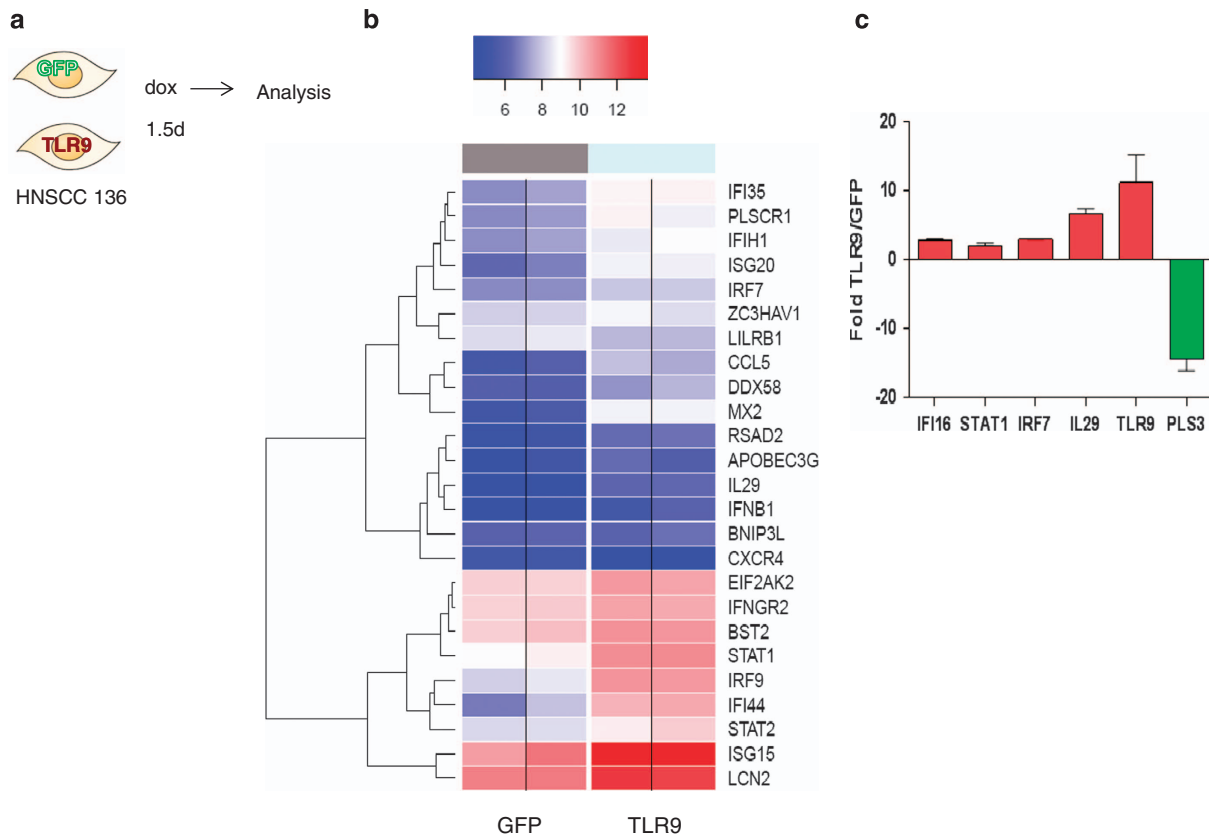 a
GFP
TLR9
HNSCC 136
dox
1.5d
Analysis
b
6 8 10 12
IFI35
PLSCR1
IFIH1
ISG20
IRF7
ZC3HAV1
LILRB1
CCL5
DDX58
MX2
RSAD2
APOBEC3G
IL29
IFNB1
BNIP3L
CXCR4
EIF2AK2
IFNGR2
BST2
STAT1
IRF9
IFI44
STAT2
ISG15
LCN2
GFP TLR9
c
Fold TLR9/GFP
20
10
0
-10
-20
IFI16 STAT1 IRF7 IL29 TLR9 PLS3